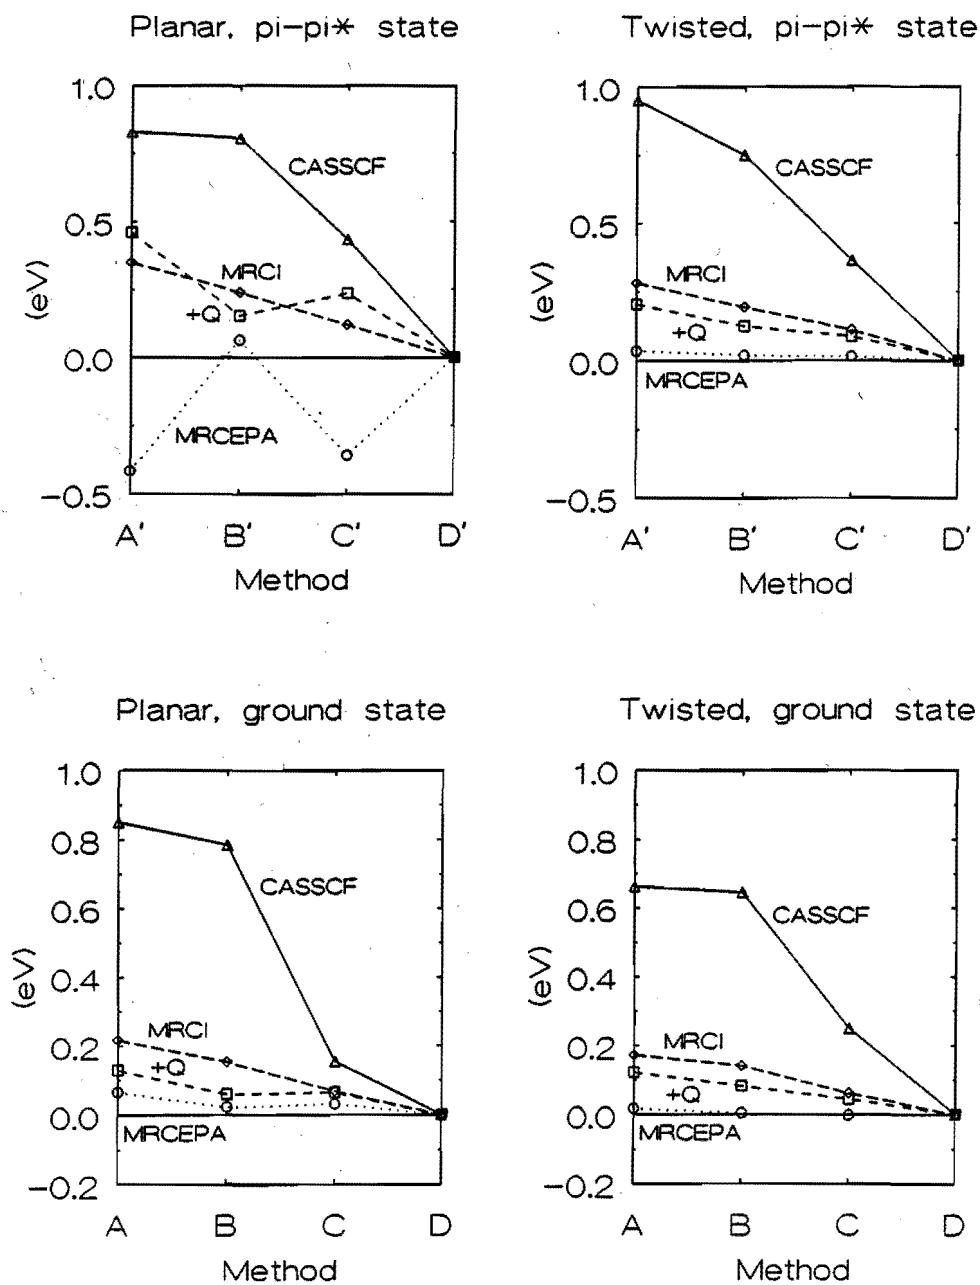 Planar, pi-pi* state
1.0
0.5
0.0
-0.5
(eV)
CASSCF
MRCI
+Q
MRCEPA
A' B' C' D'
Method
Twisted, pi-pi* state
1.0
0.5
0.0
-0.5
(eV)
CASSCF
MRCI
+Q
MRCEPA
A' B' C' D'
Method
Planar, ground state
1.0
0.8
0.6
0.4
0.2
0.0
-0.2
(eV)
CASSCF
MRCI
+Q
MRCEPA
A B C D
Method
Twisted, ground state
1.0
0.8
0.6
0.4
0.2
0.0
-0.2
(eV)
CASSCF
MRCI
+Q
MRCEPA
A B C D
Method